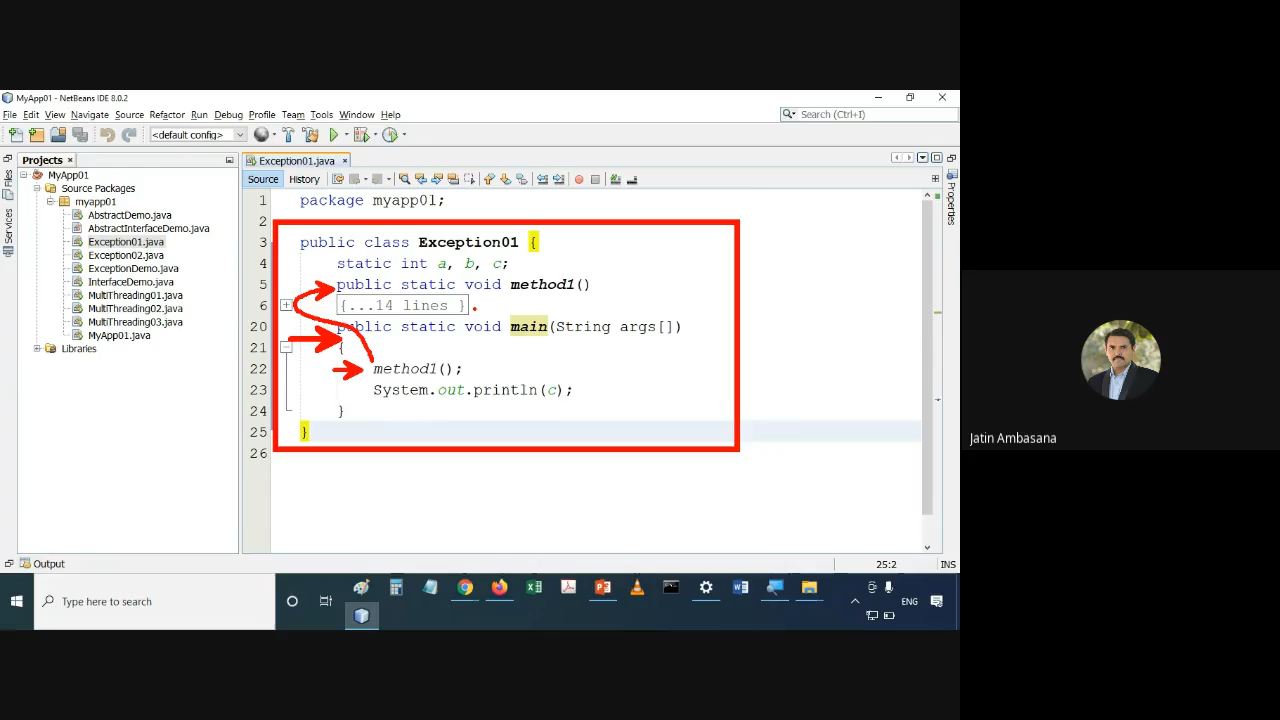 MyApp01 - NetBeans IDE 8.0.2
File Edit View Navigate Source Refactor Run Debug Profile Team Tools Window Help
Search (Ctrl+I)
<default config>
Projects
Exception01.java
Files
Services
MyApp01
Source Packages
myapp01
AbstractDemo.java
AbstractInterfaceDemo.java
Exception01.java
Exception02.java
ExceptionDemo.java
InterfaceDemo.java
MultiThreading01.java
MultiThreading02.java
MultiThreading03.java
MyApp01.java
Libraries
Source History
1 package myapp01;
2
3 public class Exception01 {
4 static int a, b, c;
5 public static void method1()
6 {...14 lines }
20 public static void main(String args[])
21 {
22 method1();
23 System.out.println(c);
24 }
25 }
26
Properties
Output
25:2 INS
Type here to search
ENG
Jatin Ambasana